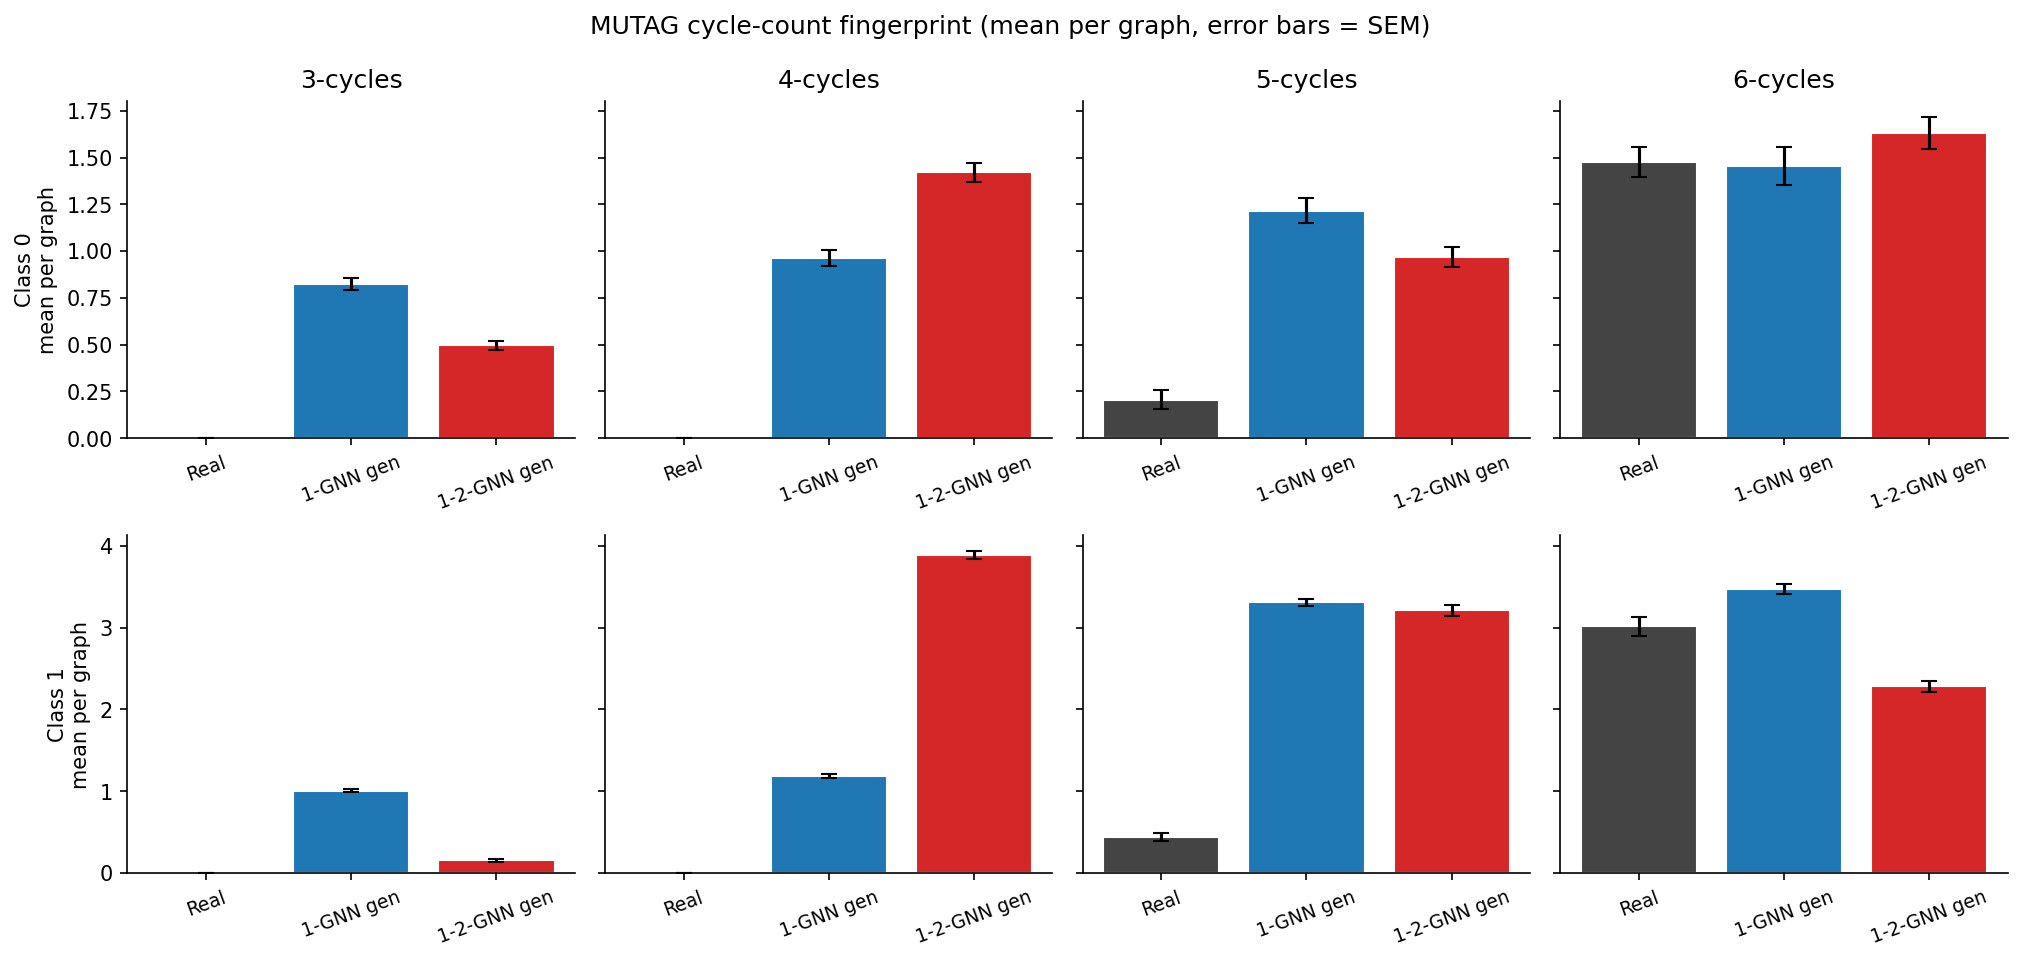 MUTAG cycle-count fingerprint (mean per graph, error bars = SEM)
3-cycles
4-cycles
5-cycles
6-cycles
Class 0
mean per graph
1.75
1.50
1.25
1.00
0.75
0.50
0.25
0.00
Real
1-GNN gen
1-2-GNN gen
Real
1-GNN gen
1-2-GNN gen
Real
1-GNN gen
1-2-GNN gen
Real
1-GNN gen
1-2-GNN gen
Class 1
mean per graph
4
3
2
1
0
Real
1-GNN gen
1-2-GNN gen
Real
1-GNN gen
1-2-GNN gen
Real
1-GNN gen
1-2-GNN gen
Real
1-GNN gen
1-2-GNN gen